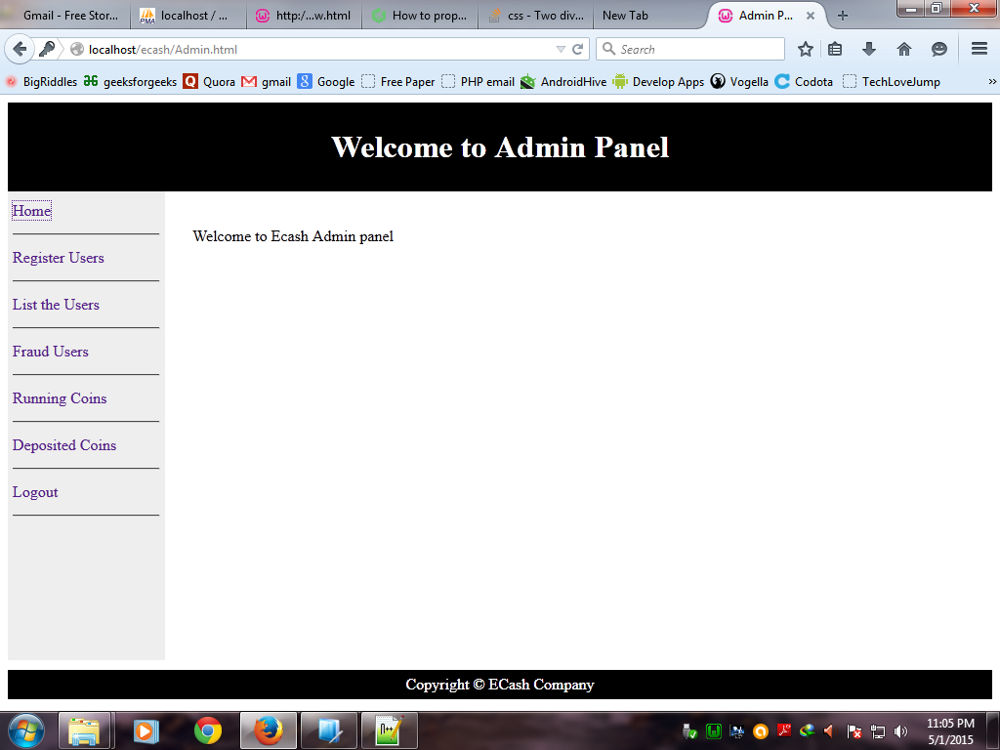 Gmail - Free Stor... localhost / ... http:/...w.html How to prop... css - Two div... New Tab Admin P...
localhost/ecash/Admin.html Search
BigRiddles geeksforgeeks Quora gmail Google Free Paper PHP email AndroidHive Develop Apps Vogella Codota TechLoveJump »
Welcome to Admin Panel
Home
Welcome to Ecash Admin panel
Register Users
List the Users
Fraud Users
Running Coins
Deposited Coins
Logout
Copyright © ECash Company
11:05 PM
5/1/2015